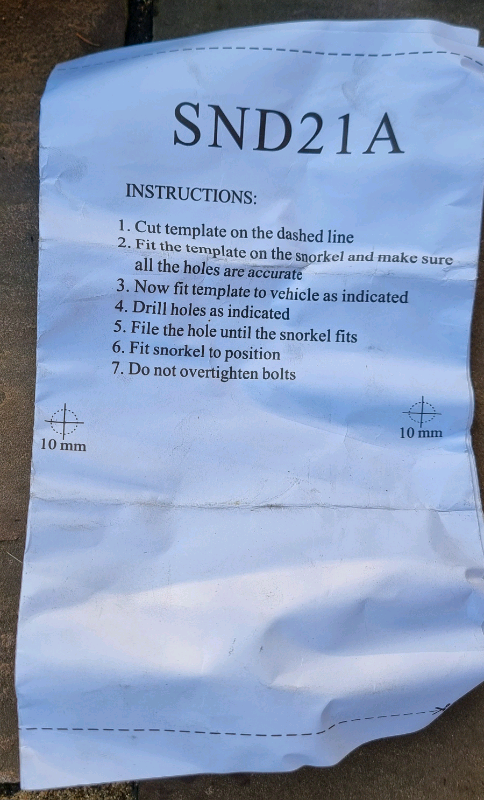 SND21A
INSTRUCTIONS:
1. Cut template on the dashed line
2. Fit the template on the snorkel and make sure
all the holes are accurate
3. Now fit template to vehicle as indicated
4. Drill holes as indicated
5. File the hole until the snorkel fits
6. Fit snorkel to position
7. Do not overtighten bolts
10 mm
10 mm